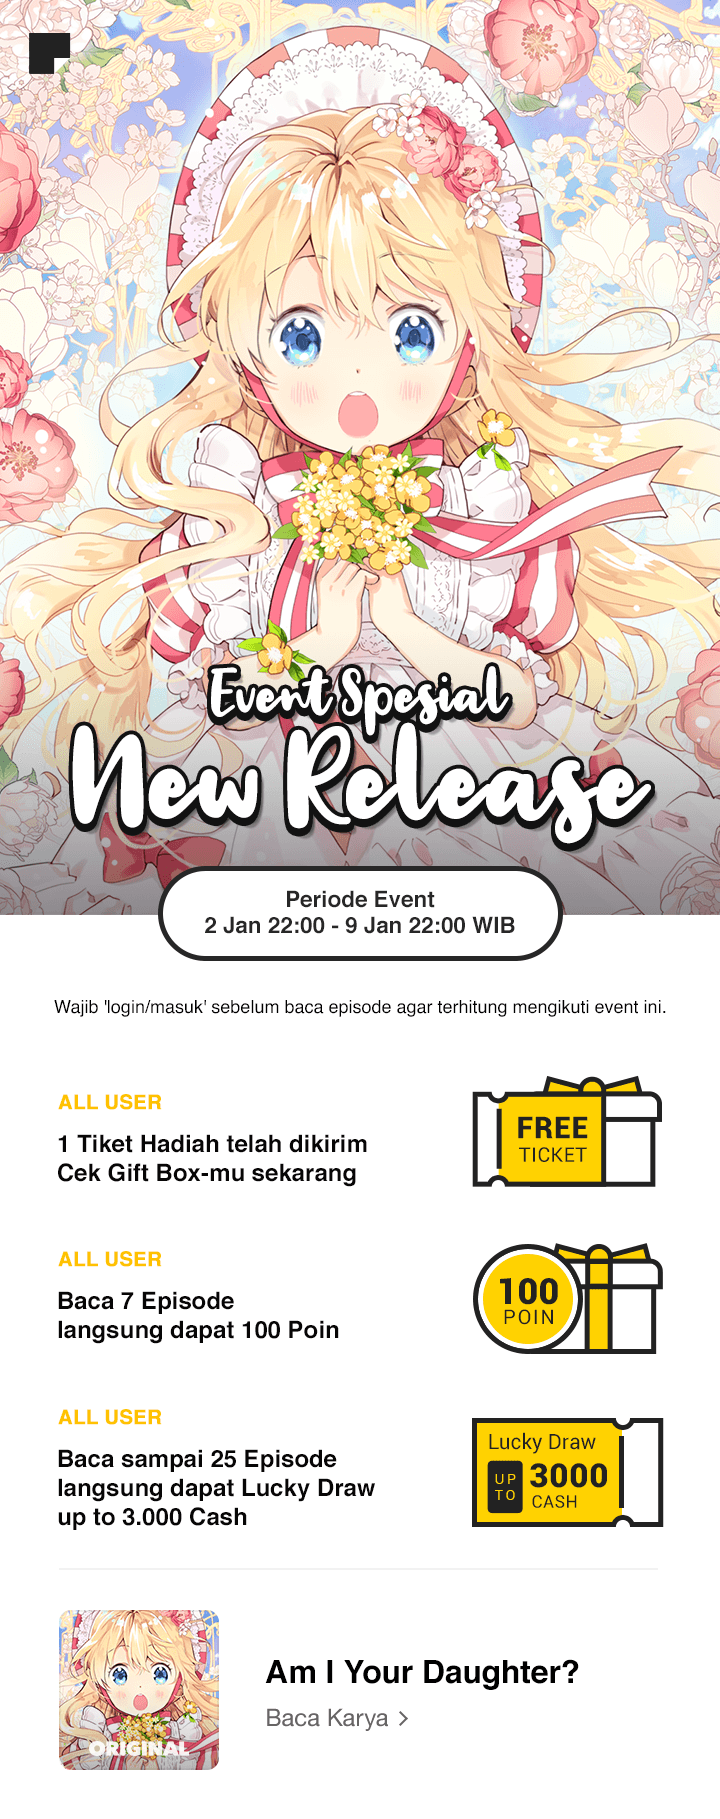 Event Spesial
New Release
Periode Event
2 Jan 22:00 - 9 Jan 22:00 WIB
Wajib 'login/masuk' sebelum baca episode agar terhitung mengikuti event ini.
ALL USER
1 Tiket Hadiah telah dikirim
Cek Gift Box-mu sekarang
FREE
TICKET
ALL USER
Baca 7 Episode
langsung dapat 100 Poin
100
POIN
ALL USER
Baca sampai 25 Episode
langsung dapat Lucky Draw
up to 3.000 Cash
Lucky Draw
UP TO 3000
CASH
ORIGINAL
Am I Your Daughter?
Baca Karya >